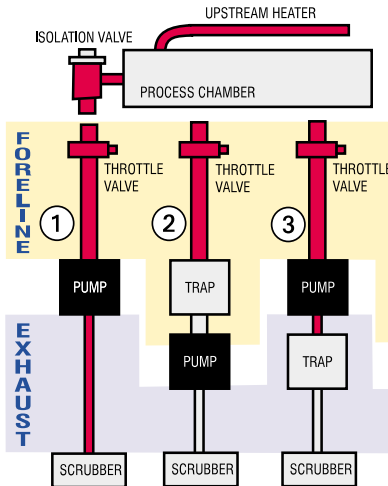 UPSTREAM HEATER
ISOLATION VALVE
PROCESS CHAMBER
FORELINE
THROTTLE
VALVE
THROTTLE
VALVE
THROTTLE
VALVE
1
2
3
PUMP
TRAP
PUMP
EXHAUST
PUMP
TRAP
SCRUBBER
SCRUBBER
SCRUBBER